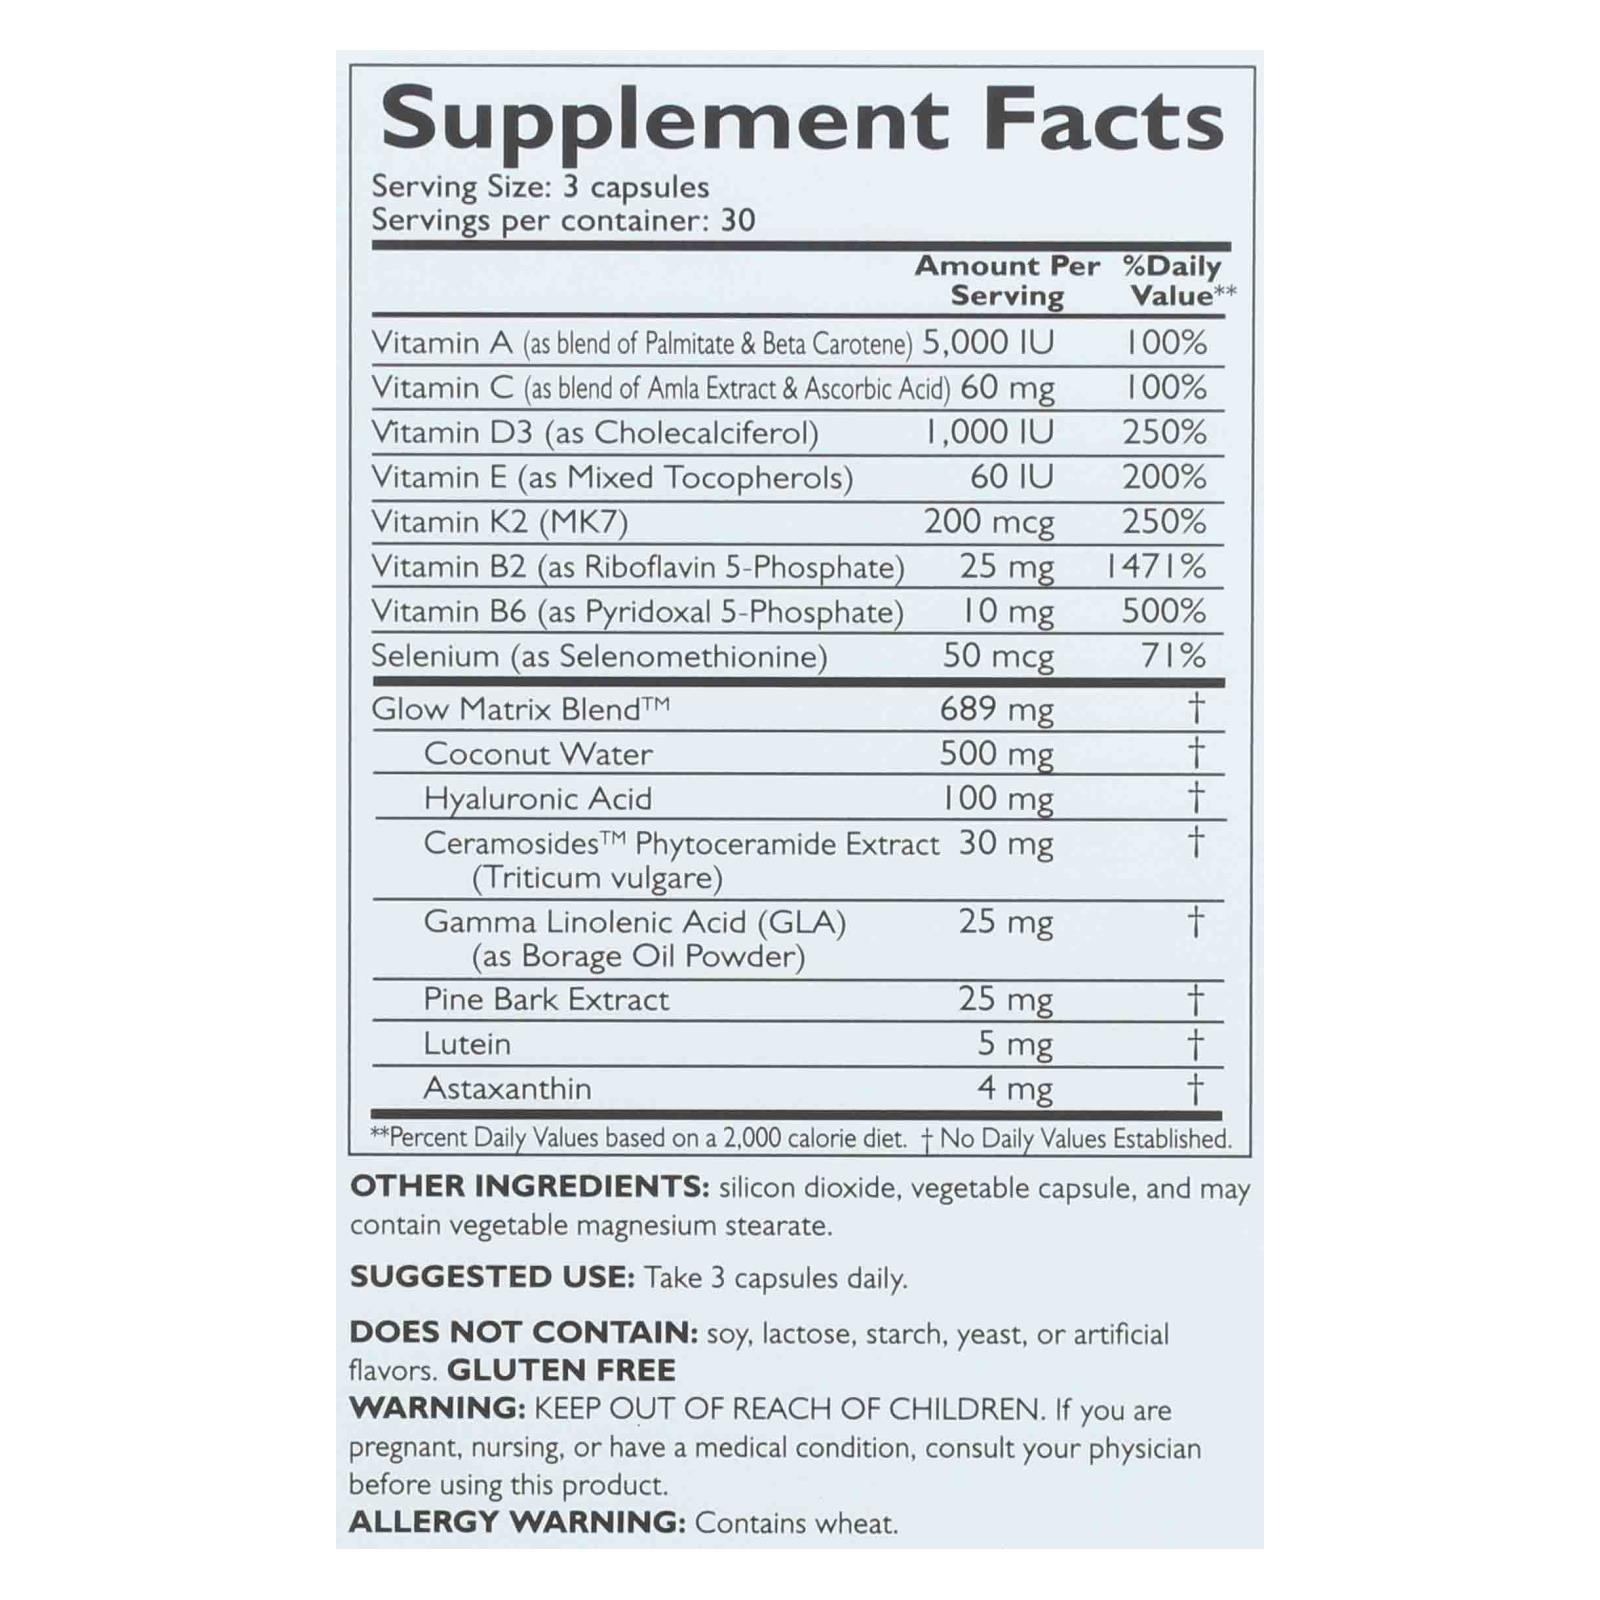 Supplement Facts
Serving Size: 3 capsules
Servings per container: 30
Amount Per Serving %Daily Value**
Vitamin A (as blend of Palmitate & Beta Carotene) 5,000 IU 100%
Vitamin C (as blend of Amla Extract & Ascorbic Acid) 60 mg 100%
Vitamin D3 (as Cholecalciferol) 1,000 IU 250%
Vitamin E (as Mixed Tocopherols) 60 IU 200%
Vitamin K2 (MK7) 200 mcg 250%
Vitamin B2 (as Riboflavin 5-Phosphate) 25 mg 1471%
Vitamin B6 (as Pyridoxal 5-Phosphate) 10 mg 500%
Selenium (as Selenomethionine) 50 mcg 71%
Glow Matrix Blend™ 689 mg †
Coconut Water 500 mg †
Hyaluronic Acid 100 mg †
Ceramosides™ Phytoceramide Extract 30 mg †
(Triticum vulgare)
Gamma Linolenic Acid (GLA) 25 mg †
(as Borage Oil Powder)
Pine Bark Extract 25 mg †
Lutein 5 mg †
Astaxanthin 4 mg †
**Percent Daily Values based on a 2,000 calorie diet. † No Daily Values Established.
OTHER INGREDIENTS: silicon dioxide, vegetable capsule, and may
contain vegetable magnesium stearate.
SUGGESTED USE: Take 3 capsules daily.
DOES NOT CONTAIN: soy, lactose, starch, yeast, or artificial
flavors. GLUTEN FREE
WARNING: KEEP OUT OF REACH OF CHILDREN. If you are
pregnant, nursing, or have a medical condition, consult your physician
before using this product.
ALLERGY WARNING: Contains wheat.